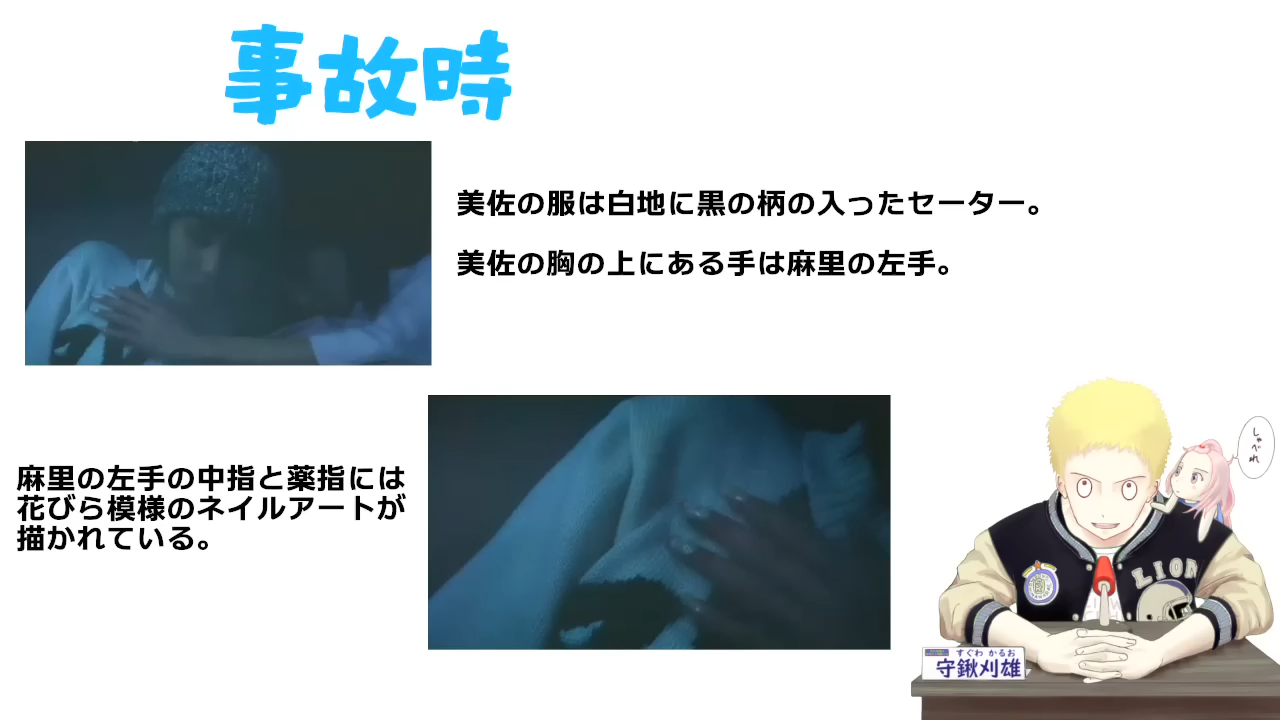 事故時
美佐の服は白地に黒の柄の入ったセーター。
美佐の胸の上にある手は麻里の左手。
麻里の左手の中指と薬指には
花びら模様のネイルアートが
描かれている。
しゃべれ
LION
すぐわ かるお
守鍬刈雄